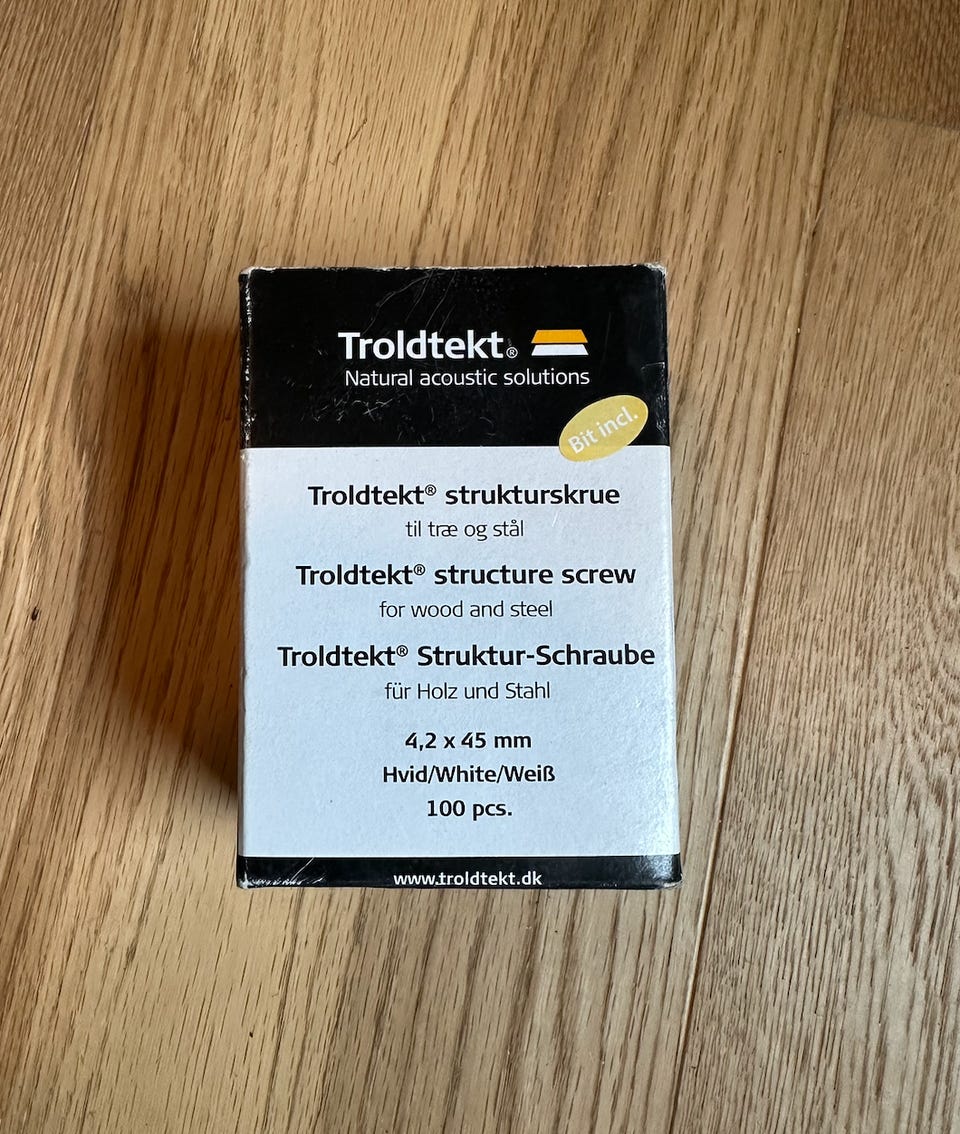 Troldtekt®
Natural acoustic solutions
Bit incl.
Troldtekt® strukturskrue
til træ og stål
Troldtekt® structure screw
for wood and steel
Troldtekt® Struktur-Schraube
für Holz und Stahl
4,2 x 45 mm
Hvid/White/Weiß
100 pcs.
www.troldtekt.dk